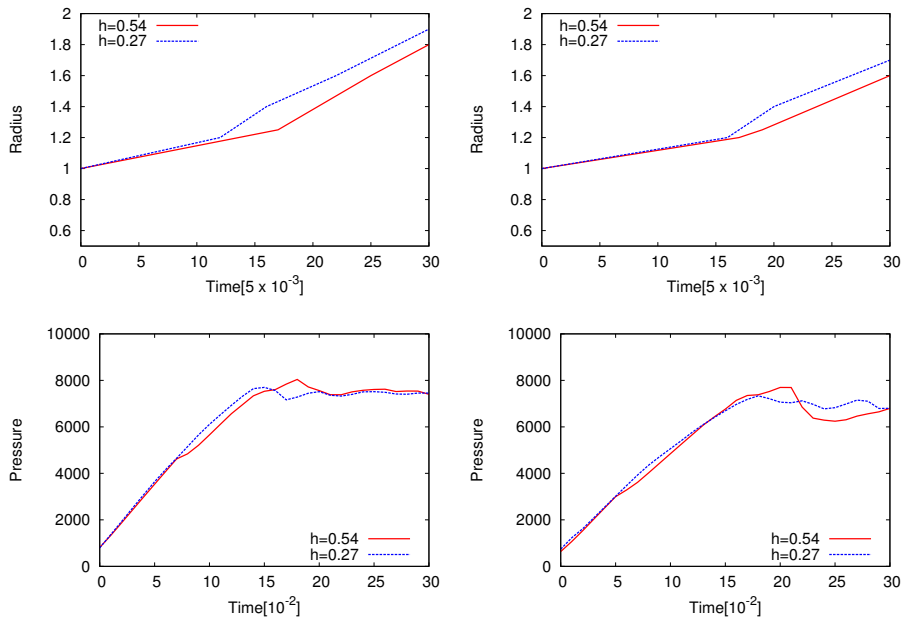 2
1.8
1.6
1.4
1.2
1
0.8
0.6
Radius
h=0.54
h=0.27
0 5 10 15 20 25 30
Time[5 x 10⁻³]
2
1.8
1.6
1.4
1.2
1
0.8
0.6
Radius
h=0.54
h=0.27
0 5 10 15 20 25 30
Time[5 x 10⁻³]
10000
8000
6000
4000
2000
0
Pressure
h=0.54
h=0.27
0 5 10 15 20 25 30
Time[10⁻²]
10000
8000
6000
4000
2000
0
Pressure
h=0.54
h=0.27
0 5 10 15 20 25 30
Time[10⁻²]